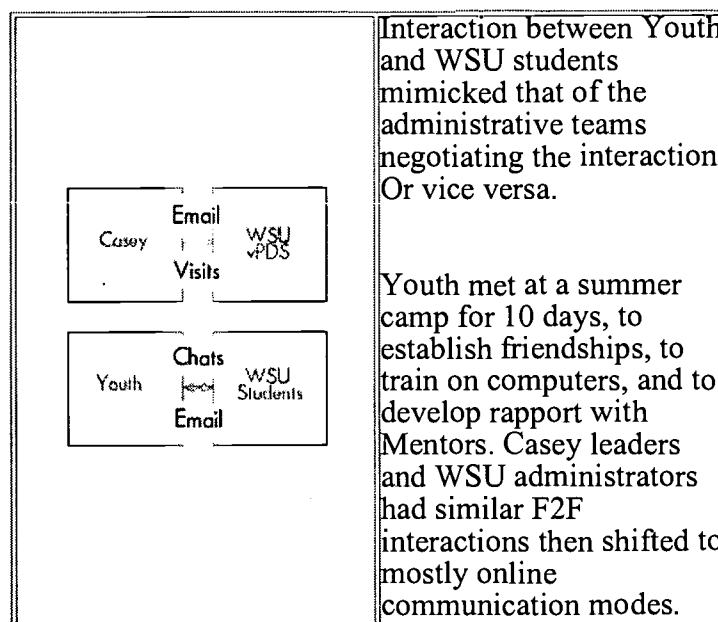 Email
Casey
WSU
vPDS
Visits
Chats
Youth
WSU
Students
Email
Interaction between Youth
and WSU students
mimicked that of the
administrative teams
negotiating the interaction
Or vice versa.
Youth met at a summer
camp for 10 days, to
establish friendships, to
train on computers, and to
develop rapport with
Mentors. Casey leaders
and WSU administrators
had similar F2F
interactions then shifted to
mostly online
communication modes.